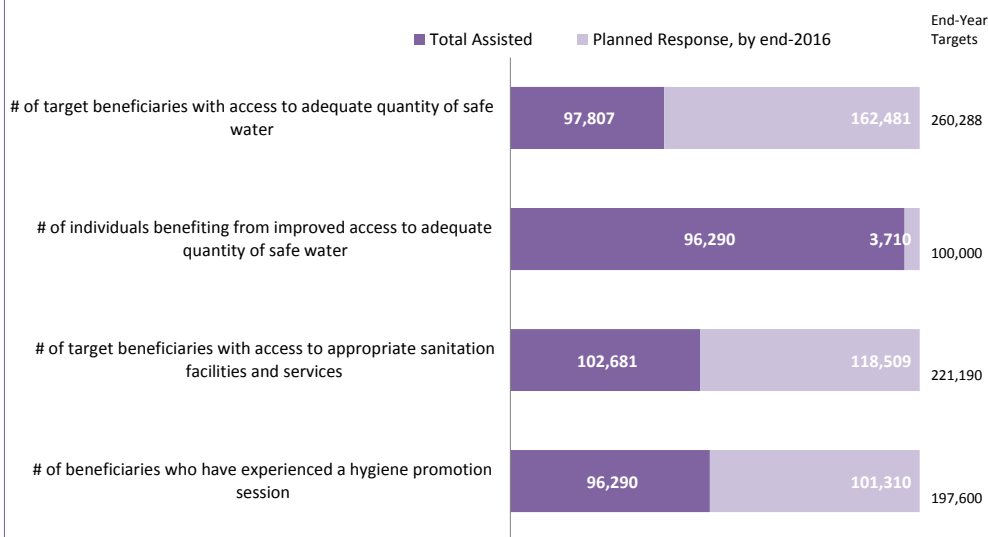 End-Year
Targets
Total Assisted
Planned Response, by end-2016
# of target beneficiaries with access to adequate quantity of safe
water
97,807
162,481
260,288
# of individuals benefiting from improved access to adequate
quantity of safe water
96,290
3,710
100,000
# of target beneficiaries with access to appropriate sanitation
facilities and services
102,681
118,509
221,190
# of beneficiaries who have experienced a hygiene promotion
session
96,290
101,310
197,600